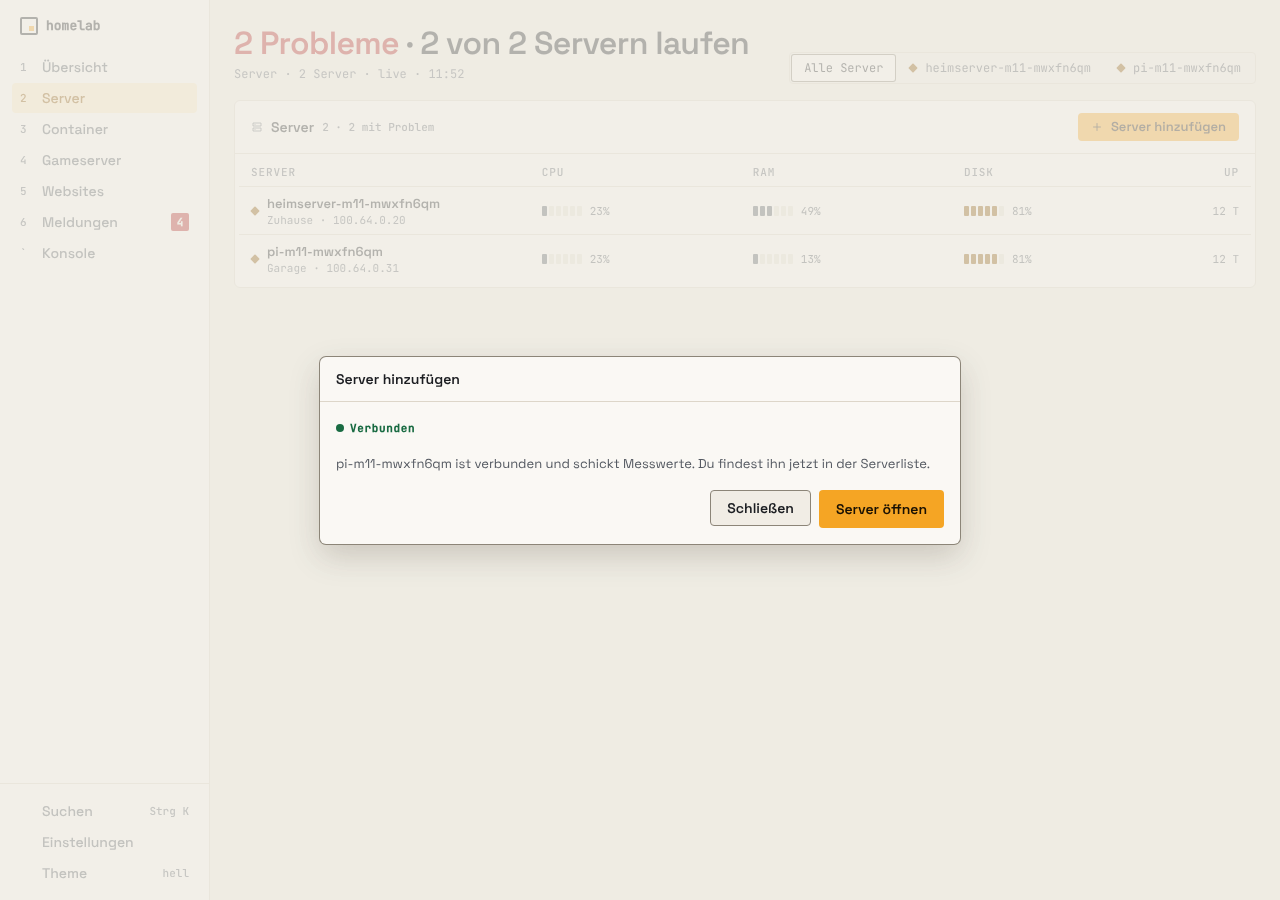 homelab
1 Übersicht
2 Server
3 Container
4 Gameserver
5 Websites
6 Meldungen 4
` Konsole
Suchen Strg K
Einstellungen
Theme hell
2 Probleme · 2 von 2 Servern laufen
Server · 2 Server · live · 11:52
Alle Server heimserver-m11-mwxfn6qm pi-m11-mwxfn6qm
Server 2 · 2 mit Problem + Server hinzufügen
SERVER CPU RAM DISK UP
heimserver-m11-mwxfn6qm 23% 49% 81% 12 T
Zuhause · 100.64.0.20
pi-m11-mwxfn6qm 23% 13% 81% 12 T
Garage · 100.64.0.31
Server hinzufügen
Verbunden
pi-m11-mwxfn6qm ist verbunden und schickt Messwerte. Du findest ihn jetzt in der Serverliste.
Schließen Server öffnen